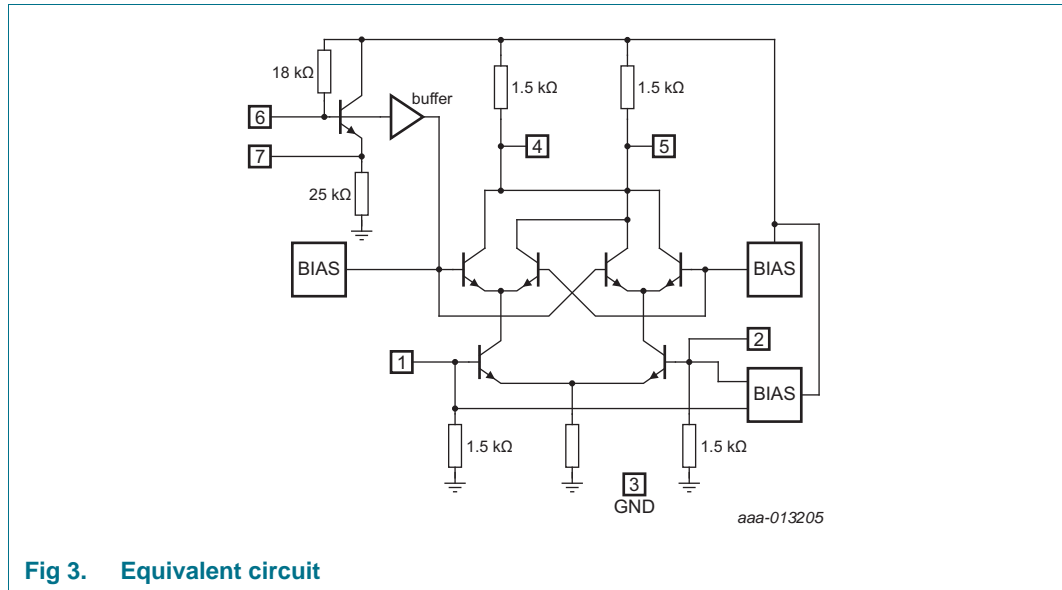 18 kΩ
1.5 kΩ
1.5 kΩ
buffer
6
4
5
7
25 kΩ
BIAS
BIAS
1
2
BIAS
1.5 kΩ
1.5 kΩ
3
GND
aaa-013205
Fig 3. Equivalent circuit